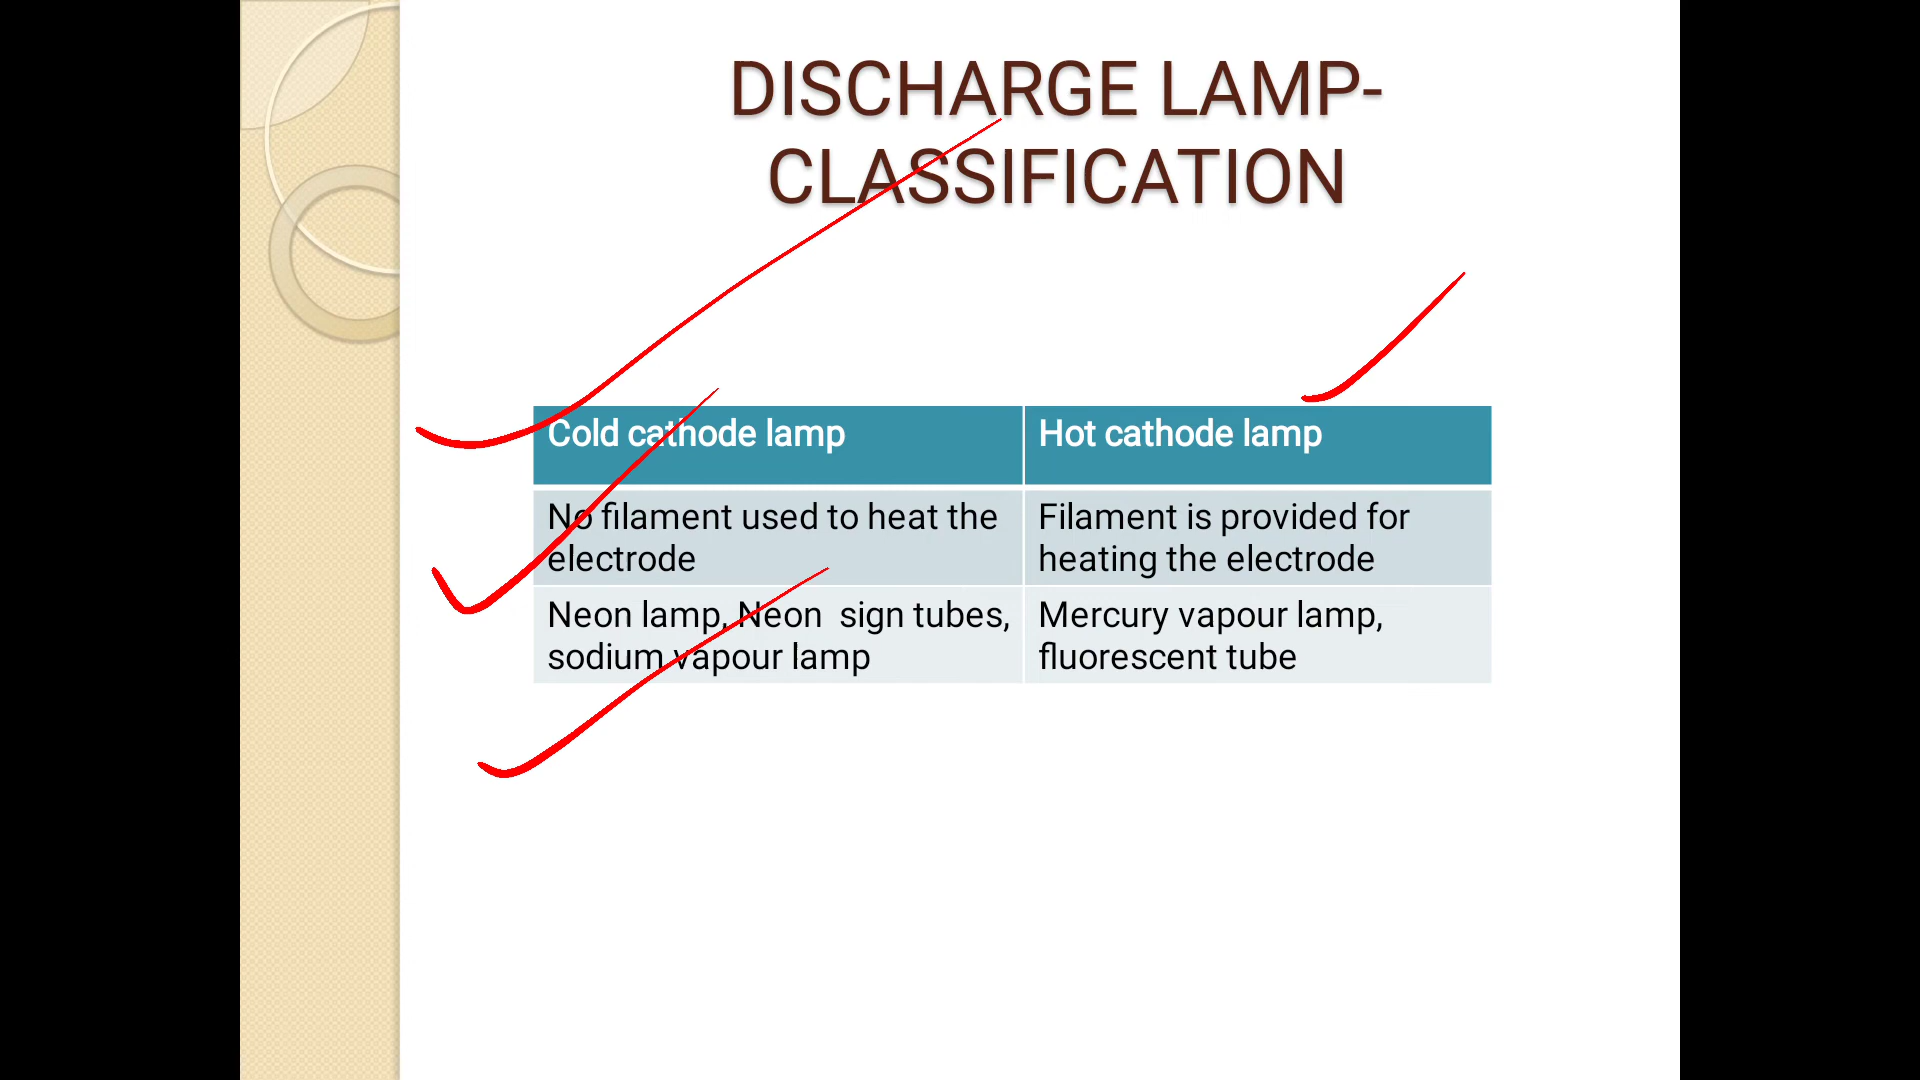 DISCHARGE LAMP-
CLASSIFICATION
Cold cathode lamp
Hot cathode lamp
No filament used to heat the
electrode
Filament is provided for
heating the electrode
Neon lamp, Neon  sign tubes,
sodium vapour lamp
Mercury vapour lamp,
fluorescent tube